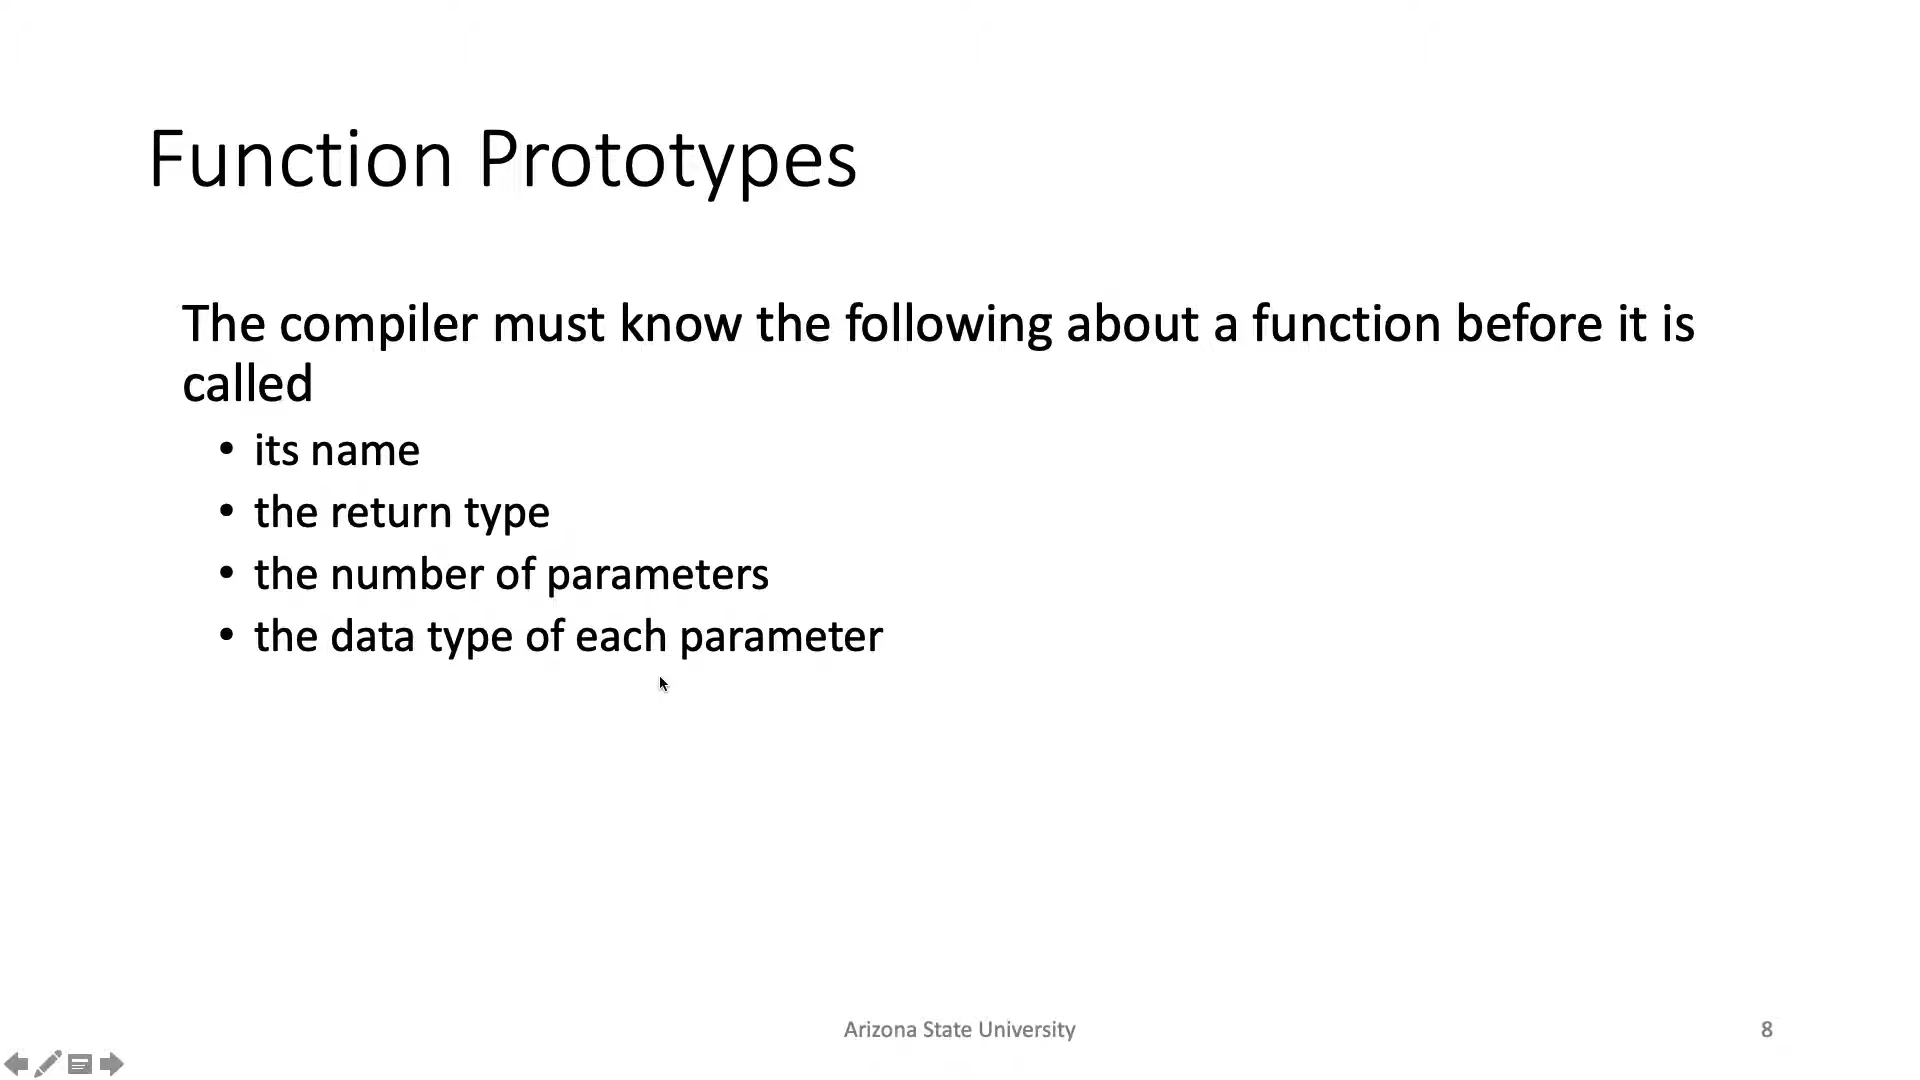 Function Prototypes
The compiler must know the following about a function before it is
called
• its name
• the return type
• the number of parameters
• the data type of each parameter
Arizona State University
8